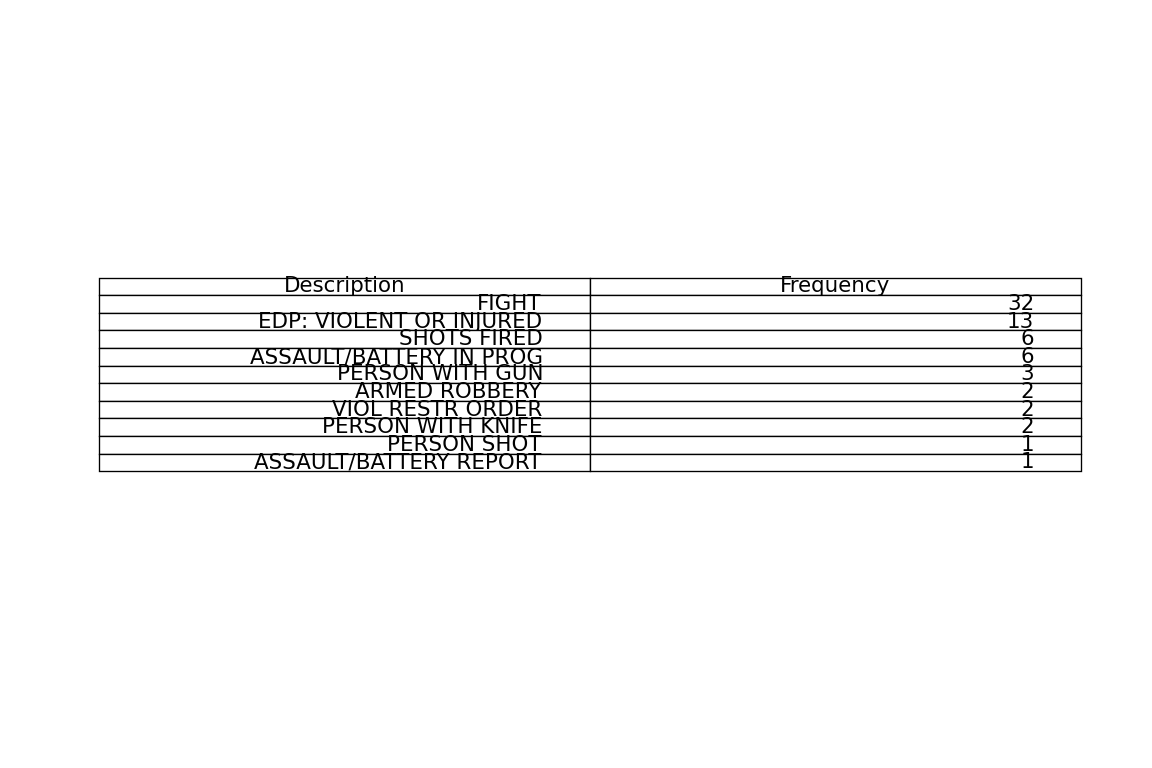 Description Frequency
FIGHT 32
EDP: VIOLENT OR INJURED 13
SHOTS FIRED 6
ASSAULT/BATTERY IN PROG 6
PERSON WITH GUN 3
ARMED ROBBERY 2
VIOL RESTR ORDER 2
PERSON WITH KNIFE 2
PERSON SHOT 1
ASSAULT/BATTERY REPORT 1